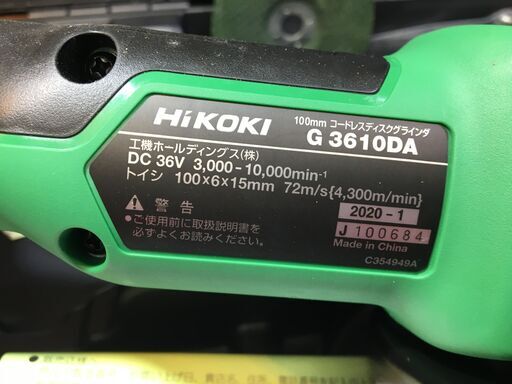 HiKOKI
100mm コードレスディスクグラインダ
G 3610DA
工機ホールディングス(株)
DC 36V 3,000-10,000min-1
トイシ 100×6×15mm 72m/s{4,300m/min}
⚠ 警告
●ご使用前に取扱説明書を
必ずよくお読みください。
2020-1
J 100684
Made in China
C354949A